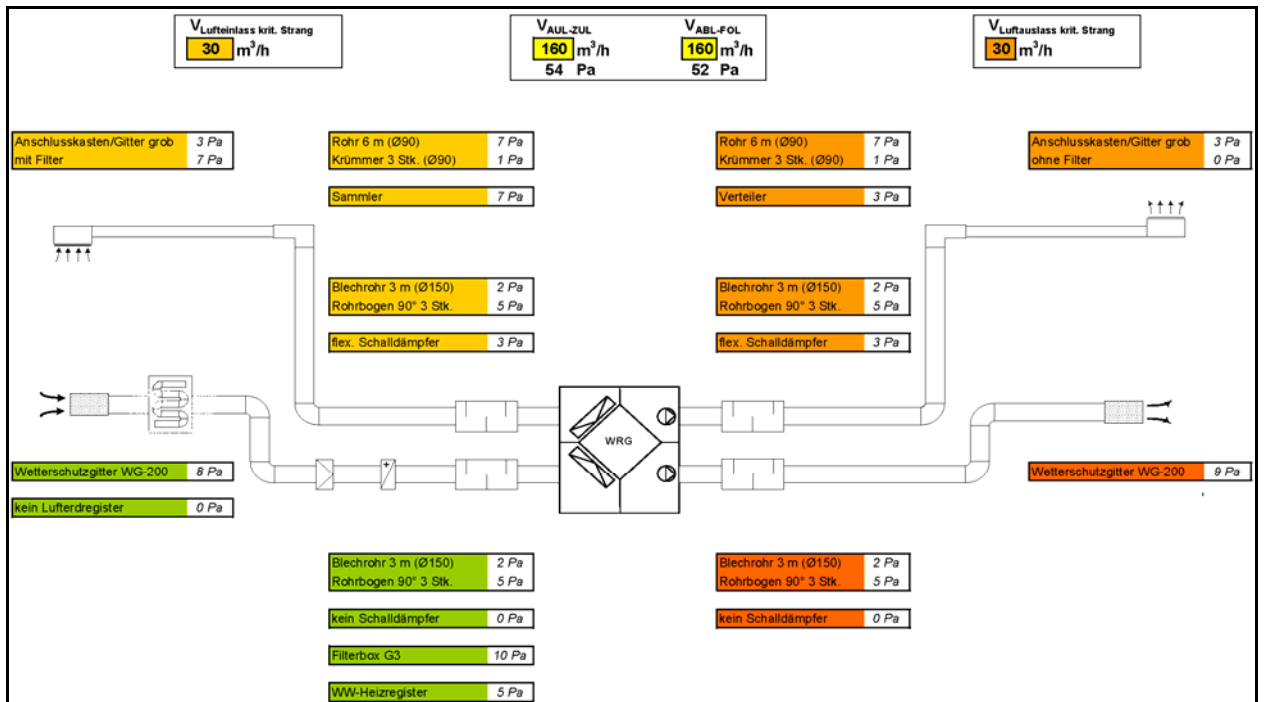 V Lufteinlass krit. Strang
30 m³/h
V AUL-ZUL V ABL-FOL
160 m³/h 160 m³/h
54 Pa 52 Pa
V Luftauslass krit. Strang
30 m³/h
Anschlusskasten/Gitter grob 3 Pa
mit Filter 7 Pa
Rohr 6 m (Ø90) 7 Pa
Krümmer 3 Stk. (Ø90) 1 Pa
Sammler 7 Pa
Rohr 6 m (Ø90) 7 Pa
Krümmer 3 Stk. (Ø90) 1 Pa
Verteiler 3 Pa
Anschlusskasten/Gitter grob 3 Pa
ohne Filter 0 Pa
Blechrohr 3 m (Ø150) 2 Pa
Rohrbogen 90° 3 Stk. 5 Pa
flex. Schalldämpfer 3 Pa
Blechrohr 3 m (Ø150) 2 Pa
Rohrbogen 90° 3 Stk. 5 Pa
flex. Schalldämpfer 3 Pa
WRG
+
Wetterschutzgitter WG-200 8 Pa
kein Lufterdregister 0 Pa
Wetterschutzgitter WG-200 9 Pa
Blechrohr 3 m (Ø150) 2 Pa
Rohrbogen 90° 3 Stk. 5 Pa
kein Schalldämpfer 0 Pa
Filterbox G3 10 Pa
WW-Heizregister 5 Pa
Blechrohr 3 m (Ø150) 2 Pa
Rohrbogen 90° 3 Stk. 5 Pa
kein Schalldämpfer 0 Pa